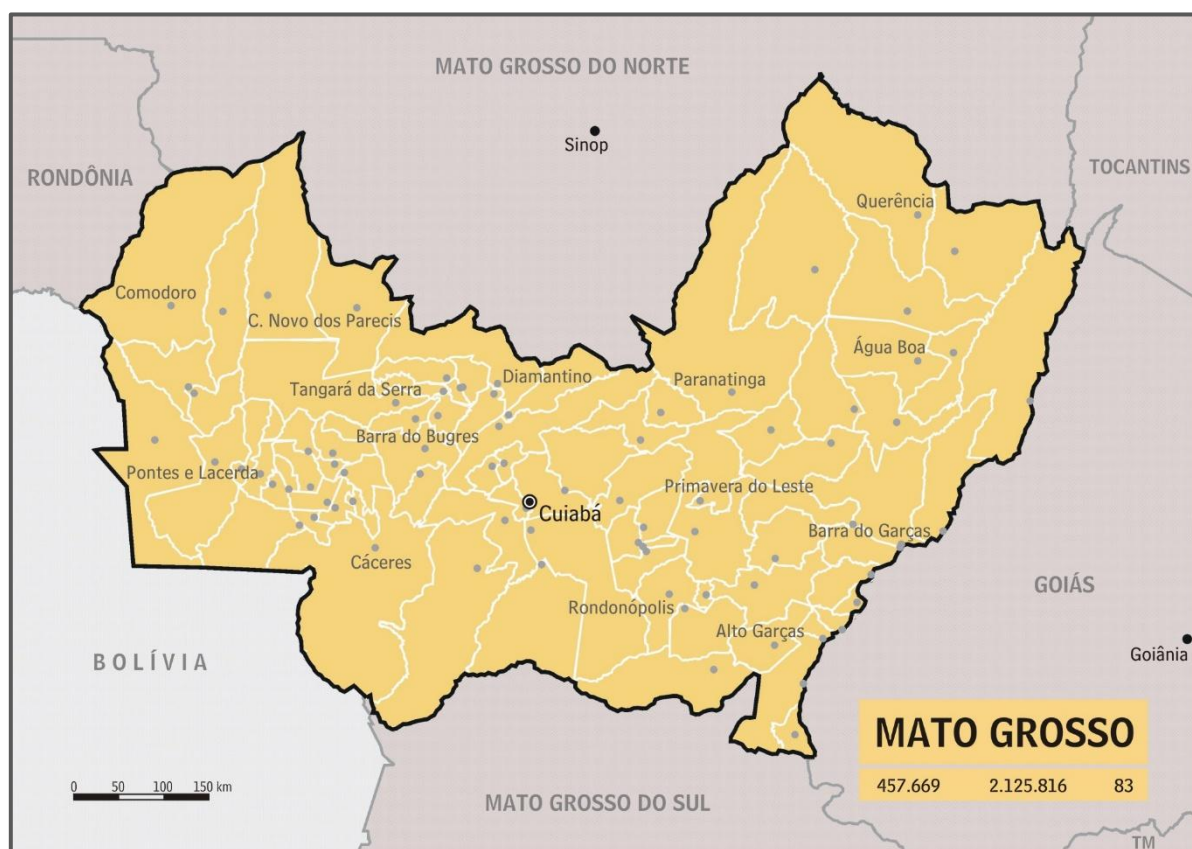 MATO GROSSO DO NORTE
Sinop
RONDÔNIA
TOCANTINS
Querência
Comodoro
C. Novo dos Parecis
Água Boa
Diamantino
Paranatinga
Tangará da Serra
Barra do Bugres
Pontes e Lacerda
Primavera do Leste
Cuiabá
Barra do Garças
Cáceres
GOIÁS
Rondonópolis
Alto Garças
BOLÍVIA
Goiânia
MATO GROSSO
457.669 2.125.816 83
0 50 100 150 km
MATO GROSSO DO SUL
TM